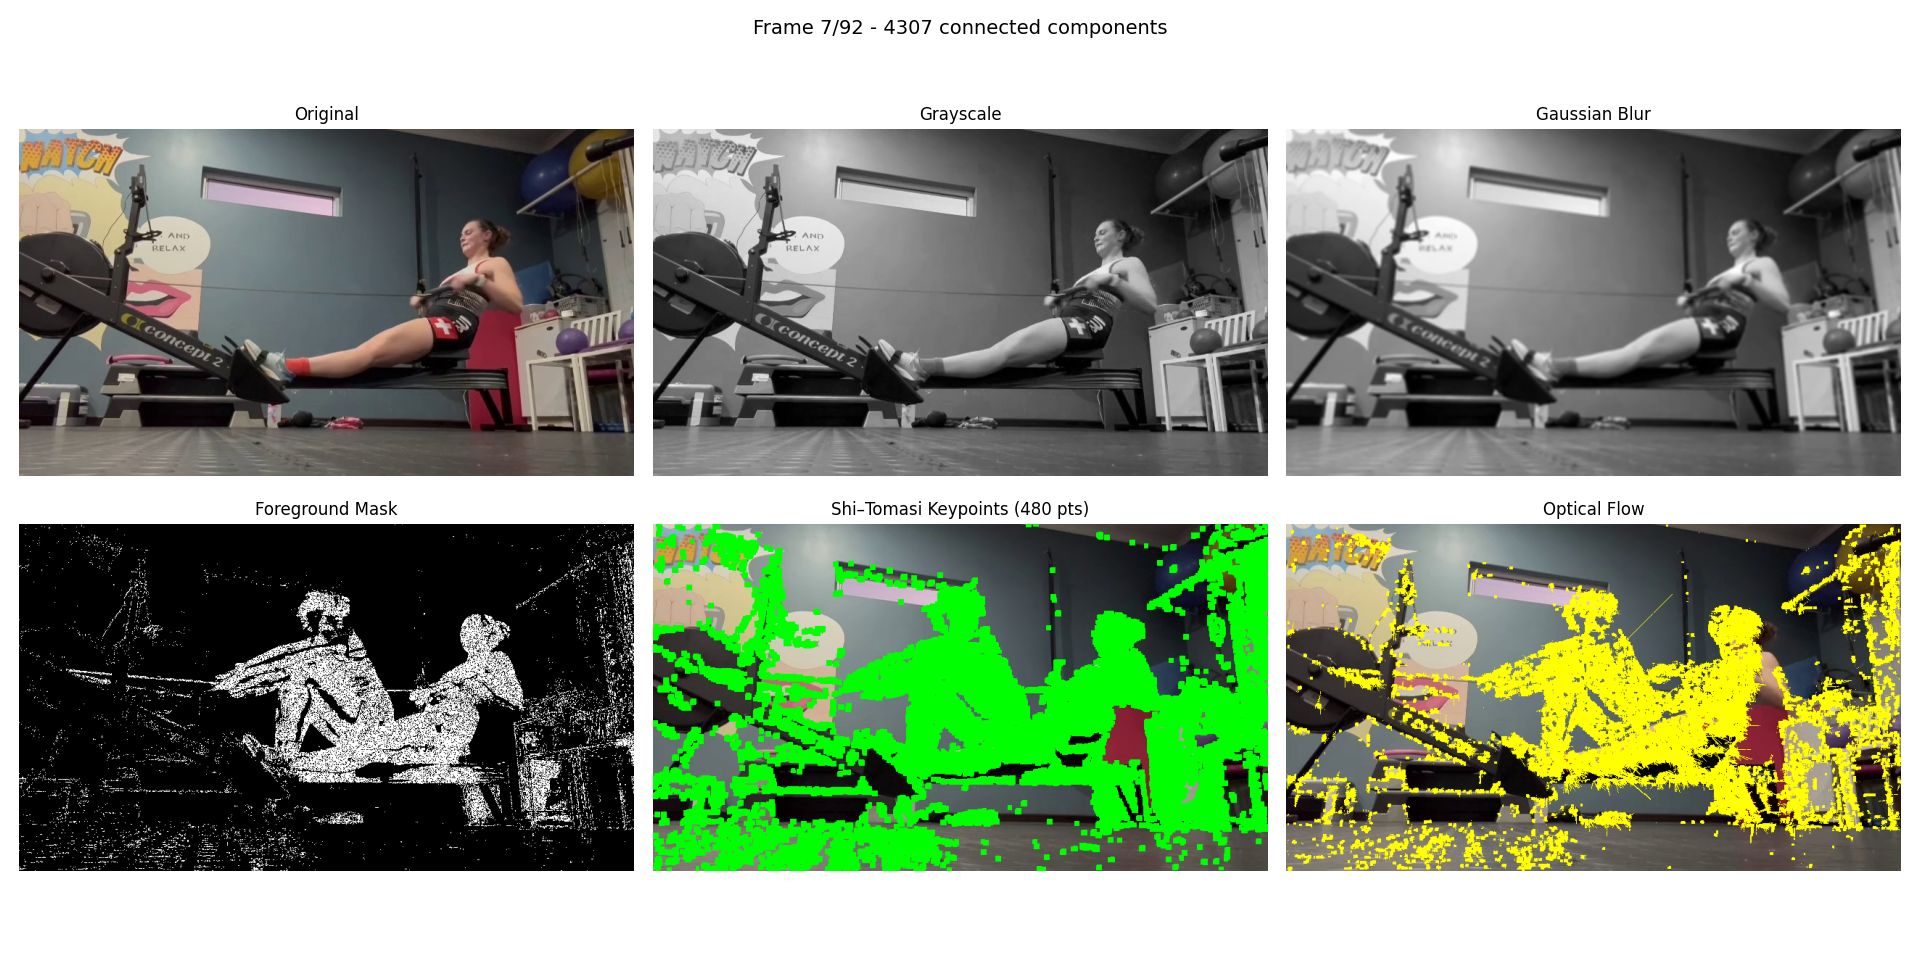 Frame 7/92 - 4307 connected components
Original
Grayscale
Gaussian Blur
WATCH
AND
RELAX
concept 2
WATCH
AND
RELAX
concept 2
WATCH
AND
RELAX
concept 2
Foreground Mask
Shi–Tomasi Keypoints (480 pts)
Optical Flow
WATCH